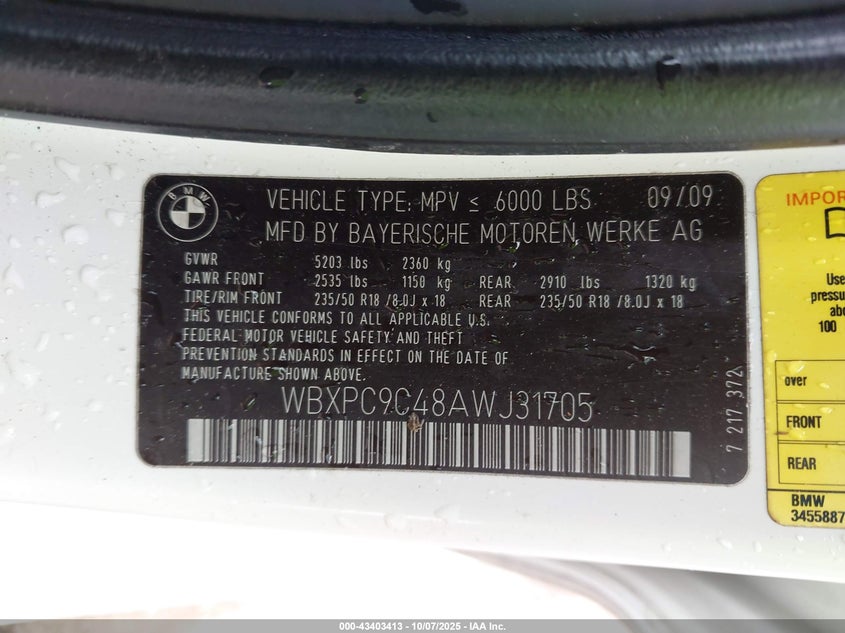 BMW
VEHICLE TYPE: MPV ≤ 6000 LBS 09/09
MFD BY BAYERISCHE MOTOREN WERKE AG
GVWR 5203 lbs 2360 kg
GAWR FRONT 2535 lbs 1150 kg REAR 2910 lbs 1320 kg
TIRE/RIM FRONT 235/50 R18 /8.0J x 18 REAR 235/50 R18 /8.0J x 18
THIS VEHICLE CONFORMS TO ALL APPLICABLE U.S.
FEDERAL MOTOR VEHICLE SAFETY AND THEFT
PREVENTION STANDARDS IN EFFECT ON THE DATE OF
MANUFACTURE SHOWN ABOVE.
WBXPC9C48AWJ31705
7 217 372
IMPOR
Use
pressu
abo
100
over
FRONT
REAR
BMW
3455887
000-43403413 - 10/07/2025 - IAA Inc.